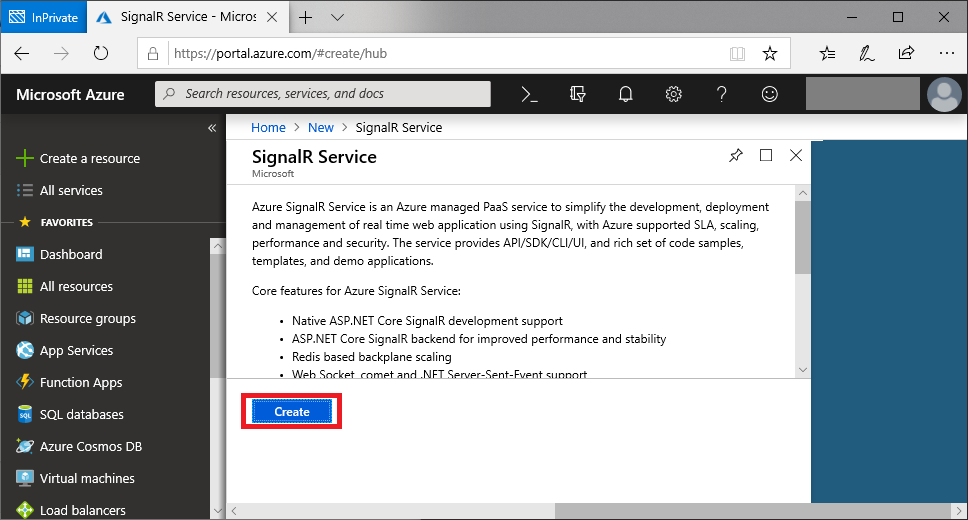 InPrivate
SignalR Service - Micros
https://portal.azure.com/#create/hub
Microsoft Azure
Search resources, services, and docs
Home > New > SignalR Service
Create a resource
All services
FAVORITES
Dashboard
All resources
Resource groups
App Services
Function Apps
SQL databases
Azure Cosmos DB
Virtual machines
Load balancers
SignalR Service
Microsoft
Azure SignalR Service is an Azure managed PaaS service to simplify the development, deployment
and management of real time web application using SignalR, with Azure supported SLA, scaling,
performance and security. The service provides API/SDK/CLI/UI, and rich set of code samples,
templates, and demo applications.
Core features for Azure SignalR Service:
• Native ASP.NET Core SignalR development support
• ASP.NET Core SignalR backend for improved performance and stability
• Redis based backplane scaling
• Web Socket, comet and .NET Server-Sent-Event support
Create